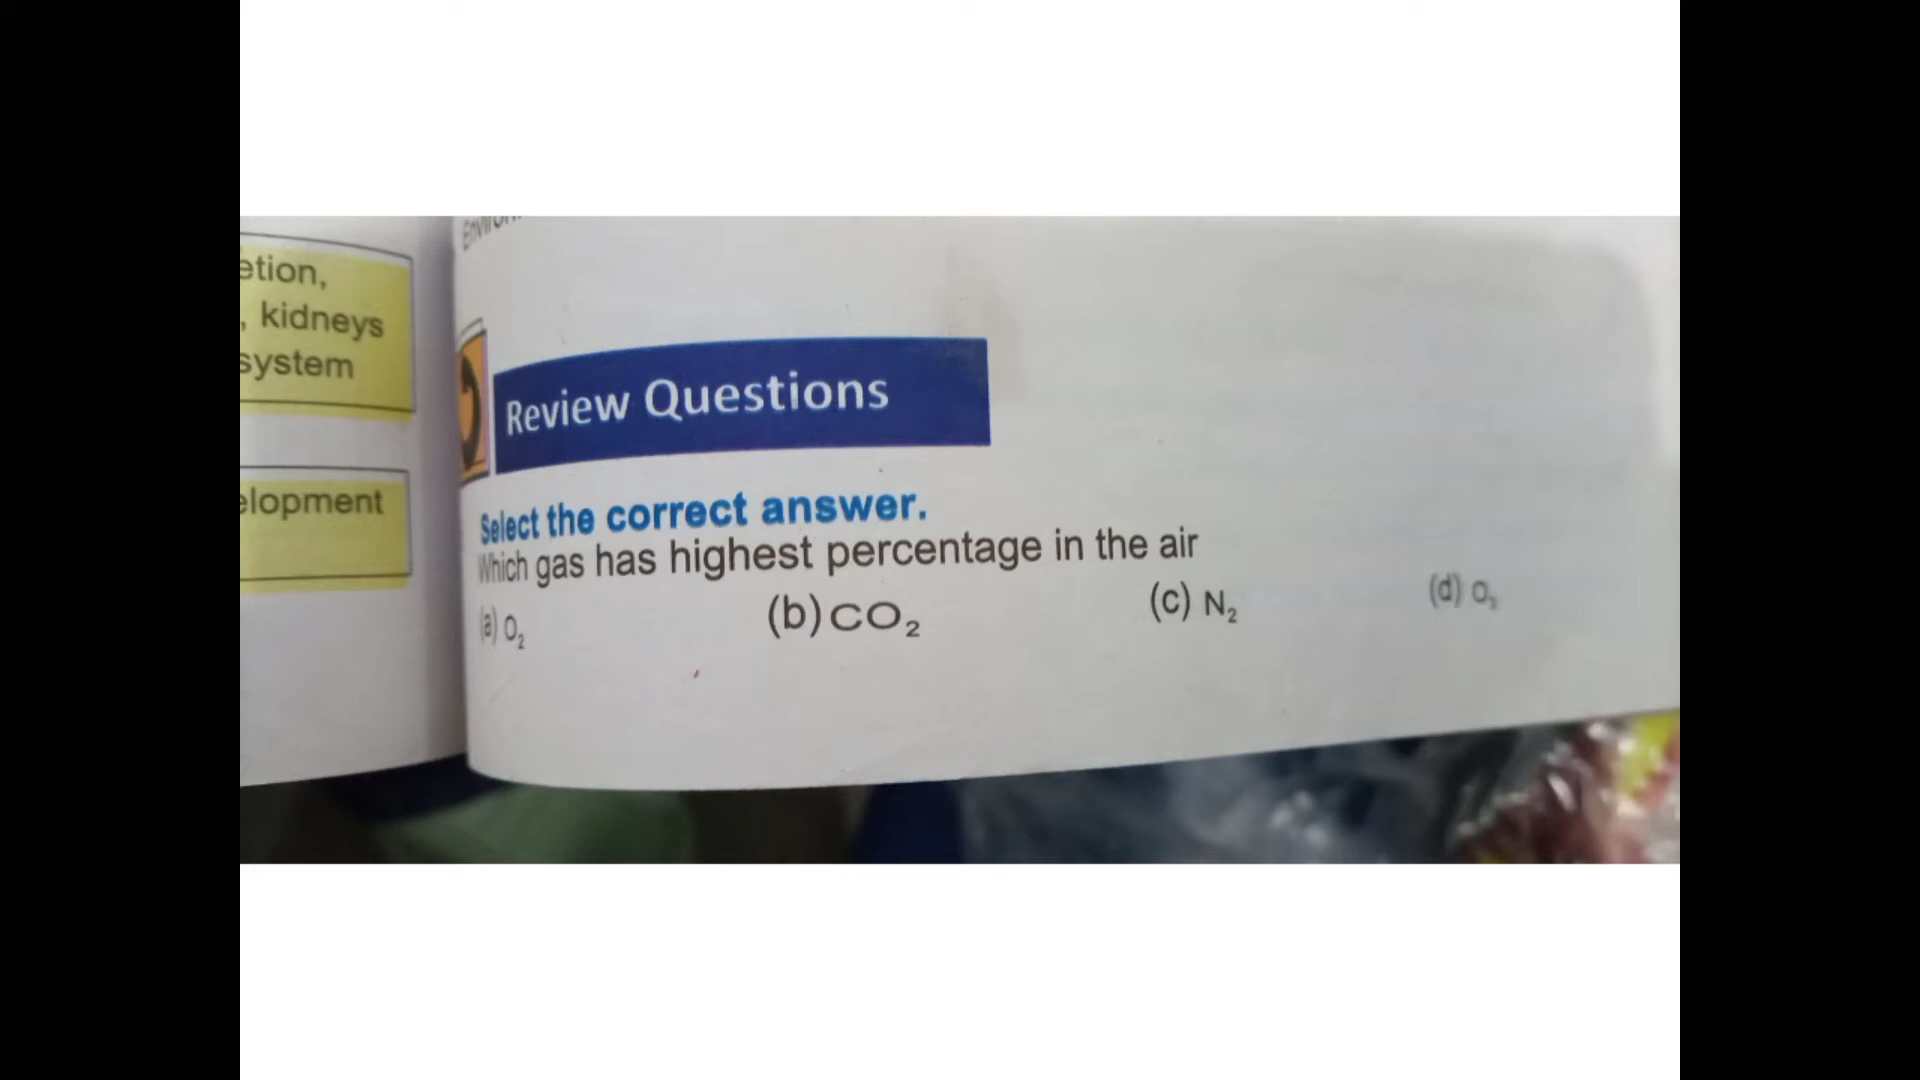 etion,
, kidneys
system
elopment
Review Questions
Select the correct answer.
Which gas has highest percentage in the air
(a) O₂ (b) CO₂ (c) N₂ (d) O₃